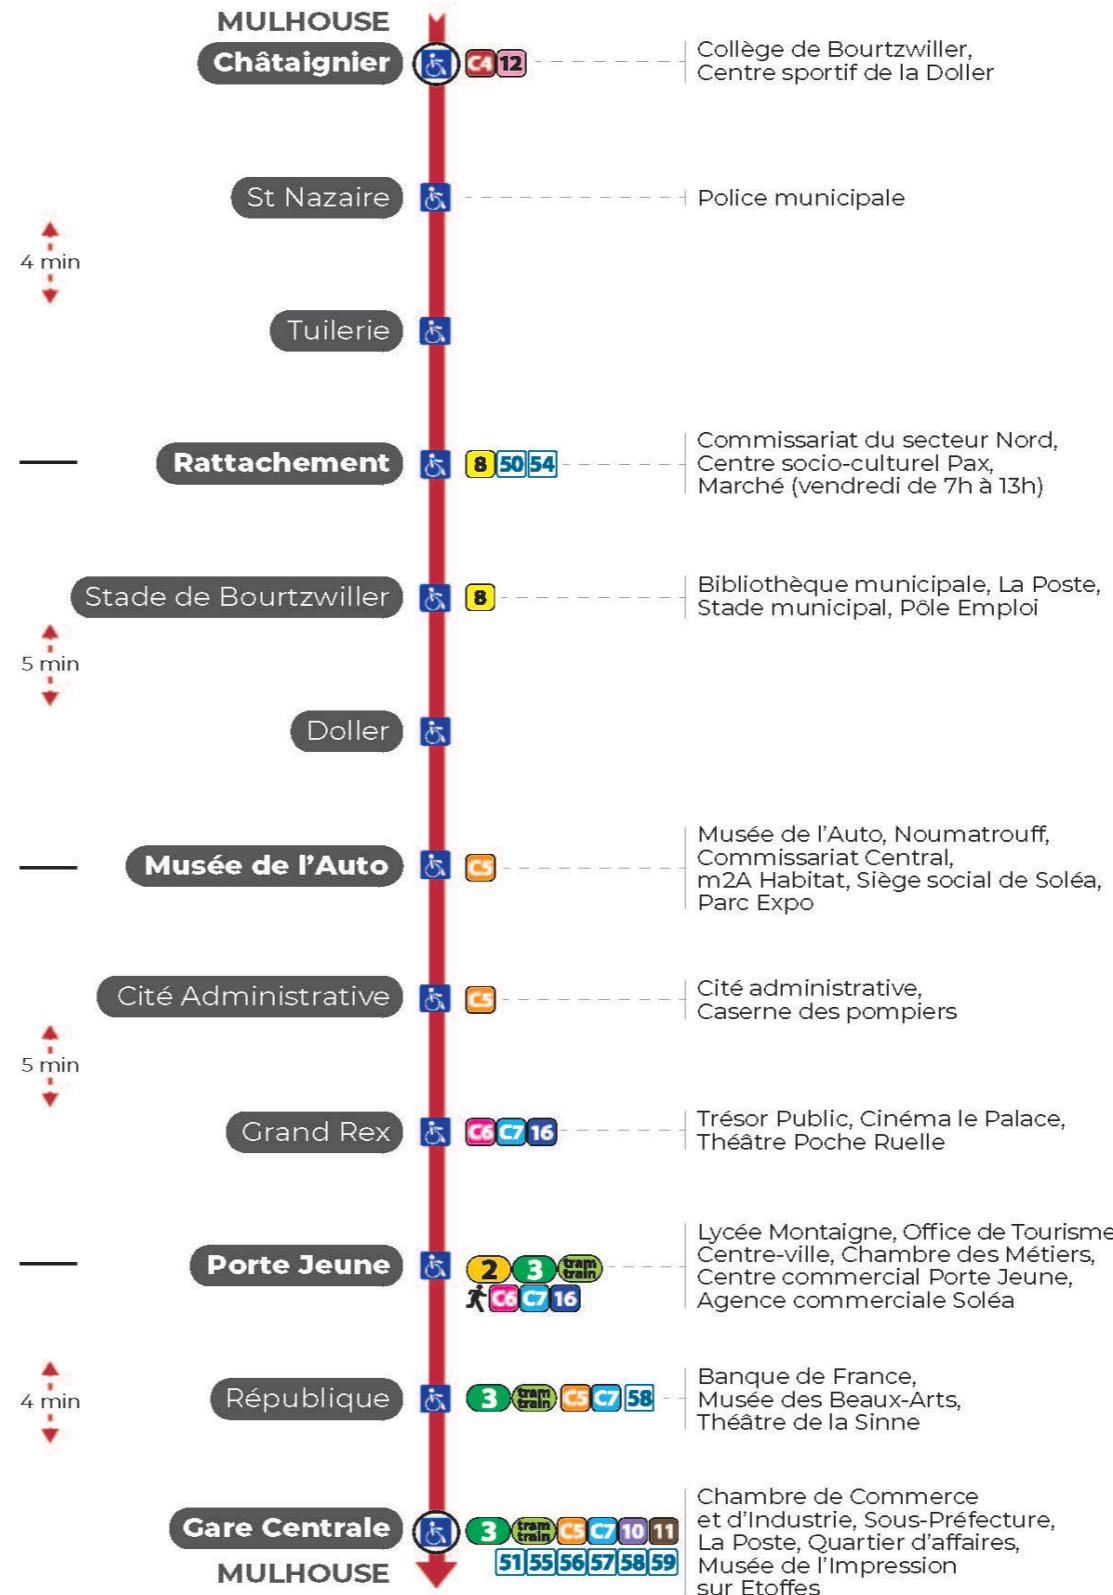 MULHOUSE
Châtaignier C4 12
Collège de Bourtzwiller,
Centre sportif de la Doller
St Nazaire
Police municipale
4 min
Tuilerie
Rattachement 8 50 54
Commissariat du secteur Nord,
Centre socio-culturel Pax,
Marché (vendredi de 7h à 13h)
Stade de Bourtzwiller 8
Bibliothèque municipale, La Poste,
Stade municipal, Pôle Emploi
5 min
Doller
Musée de l'Auto C5
Musée de l'Auto, Noumatrouff,
Commissariat Central,
m2A Habitat, Siège social de Soléa,
Parc Expo
Cité Administrative C5
Cité administrative,
Caserne des pompiers
5 min
Grand Rex C6 C7 16
Trésor Public, Cinéma le Palace,
Théâtre Poche Ruelle
Porte Jeune 2 3 tram train
C6 C7 16
Lycée Montaigne, Office de Tourisme
Centre-ville, Chambre des Métiers,
Centre commercial Porte Jeune,
Agence commerciale Soléa
4 min
République 3 tram train C5 C7 58
Banque de France,
Musée des Beaux-Arts,
Théâtre de la Sinne
Gare Centrale 3 tram train C5 C7 10 11
51 55 56 57 58 59
MULHOUSE
Chambre de Commerce
et d'Industrie, Sous-Préfecture,
La Poste, Quartier d'affaires,
Musée de l'Impression
sur Etoffes